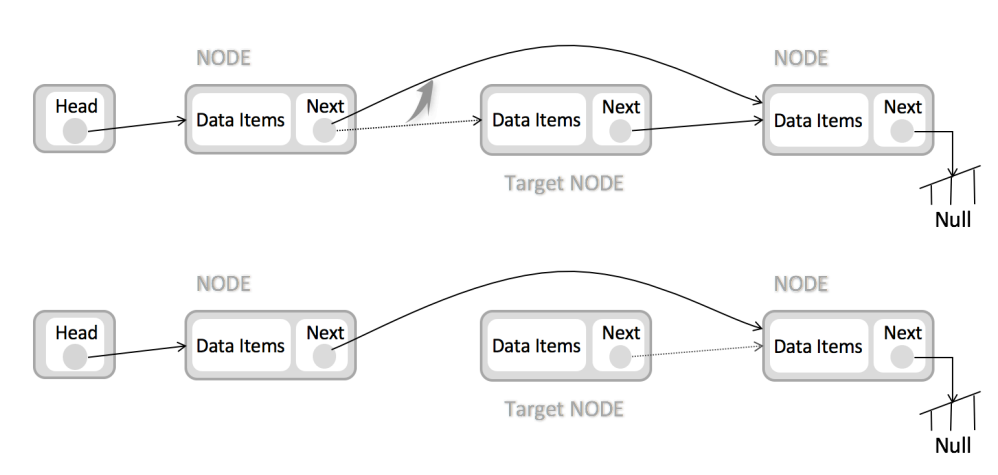 NODE
NODE
Head
Data Items
Next
Data Items
Next
Data Items
Next
Target NODE
Null
NODE
NODE
Head
Data Items
Next
Data Items
Next
Data Items
Next
Target NODE
Null